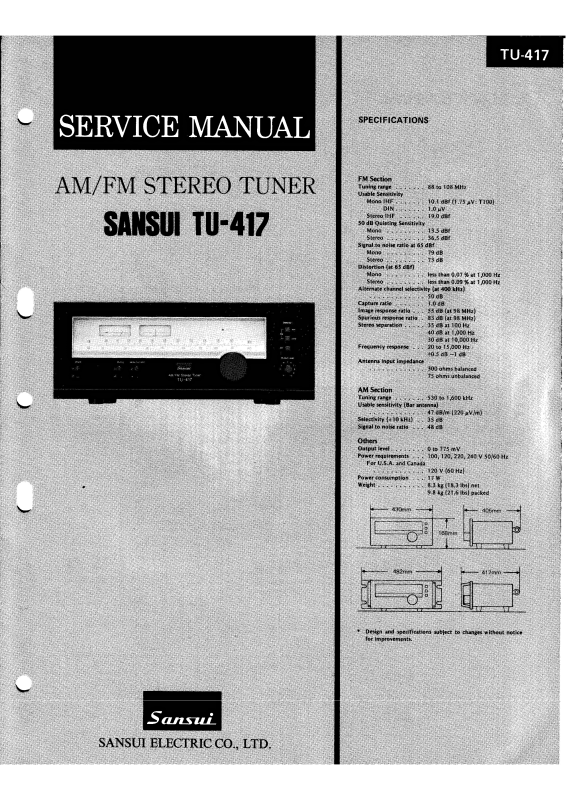 TU-417
SERVICE MANUAL
AM/FM STEREO TUNER
SANSUI TU-417
Sansui
AM/FM Stereo Tuner
TU-417
Sansui
SANSUI ELECTRIC CO., LTD.
SPECIFICATIONS
FM Section
Tuning range . . . . . . 88 to 108 MHz
Usable Sensitivity
Mono IHF . . . . . . . 10.1 dBf (1.75 μV: T100)
DIN . . . . . . . 1.0 μV
Stereo IHF . . . . . . . 19.0 dBf
50 dB Quieting Sensitivity
Mono . . . . . . . . . 13.5 dBf
Stereo . . . . . . . . . 36.5 dBf
Signal to noise ratio at 65 dBf
Mono . . . . . . . . . 79 dB
Stereo . . . . . . . . . 75 dB
Distortion (at 65 dBf)
Mono . . . . . . . . . less than 0.07 % at 1,000 Hz
Stereo . . . . . . . . . less than 0.09 % at 1,000 Hz
Alternate channel selectivity (at 400 kHz)
. . . . . . . . . . . . 50 dB
Capture ratio . . . . . . 1.0 dB
Image response ratio . . . 55 dB (at 98 MHz)
Spurious response ratio . . 85 dB (at 98 MHz)
Stereo separation . . . . . 35 dB at 100 Hz
40 dB at 1,000 Hz
30 dB at 10,000 Hz
Frequency response . . . 20 to 15,000 Hz
+0.5 dB −1 dB
Antenna input impedance
. . . . . . . . . . . . 300 ohms balanced
75 ohms unbalanced
AM Section
Tuning range . . . . . . 530 to 1,600 kHz
Usable sensitivity (Bar antenna)
. . . . . . . . . . . . 47 dB/m (220 μV/m)
Selectivity (±10 kHz) . . 35 dB
Signal to noise ratio . . . 48 dB
Others
Output level . . . . . . . 0 to 775 mV
Power requirements . . . 100, 120, 220, 240 V 50/60 Hz
For U.S.A. and Canada
. . . . . . . . . . . . 120 V (60 Hz)
Power consumption . . . 17 W
Weight . . . . . . . . . . 8.3 kg (18.3 lbs) net
9.8 kg (21.6 lbs) packed
430mm
405mm
160mm
482mm
417mm
* Design and specifications subject to changes without notice
for improvements.